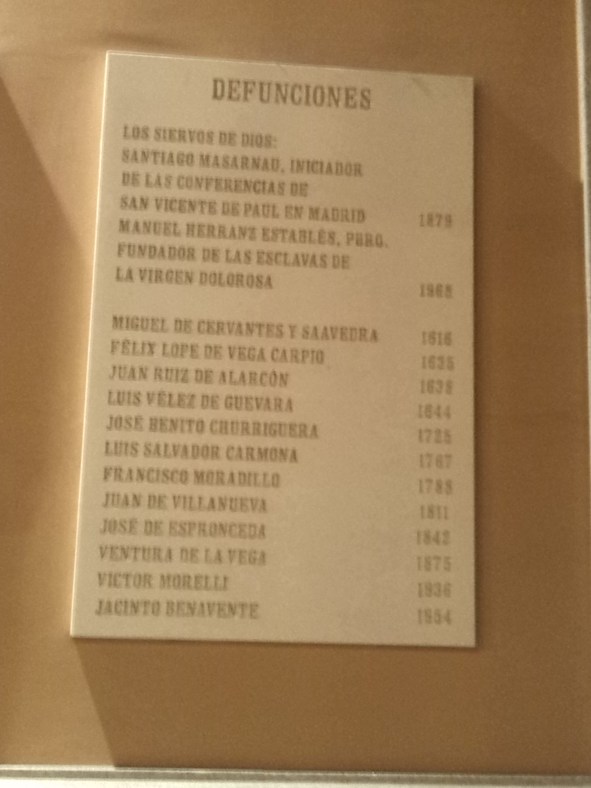 DEFUNCIONES
LOS SIERVOS DE DIOS:
SANTIAGO MASARNAU, INICIADOR
DE LAS CONFERENCIAS DE
SAN VICENTE DE PAUL EN MADRID 1879
MANUEL HERRANZ ESTABLÉS, PBRO.
FUNDADOR DE LAS ESCLAVAS DE
LA VIRGEN DOLOROSA 1965
MIGUEL DE CERVANTES Y SAAVEDRA 1616
FÉLIX LOPE DE VEGA CARPIO 1635
JUAN RUIZ DE ALARCÓN 1639
LUIS VÉLEZ DE GUEVARA 1644
JOSÉ BENITO CHURRIGUERA 1725
LUIS SALVADOR CARMONA 1767
FRANCISCO MORADILLO 1788
JUAN DE VILLANUEVA 1811
JOSÉ DE ESPRONCEDA 1842
VENTURA DE LA VEGA 1875
VICTOR MORELLI 1936
JACINTO BENAVENTE 1954